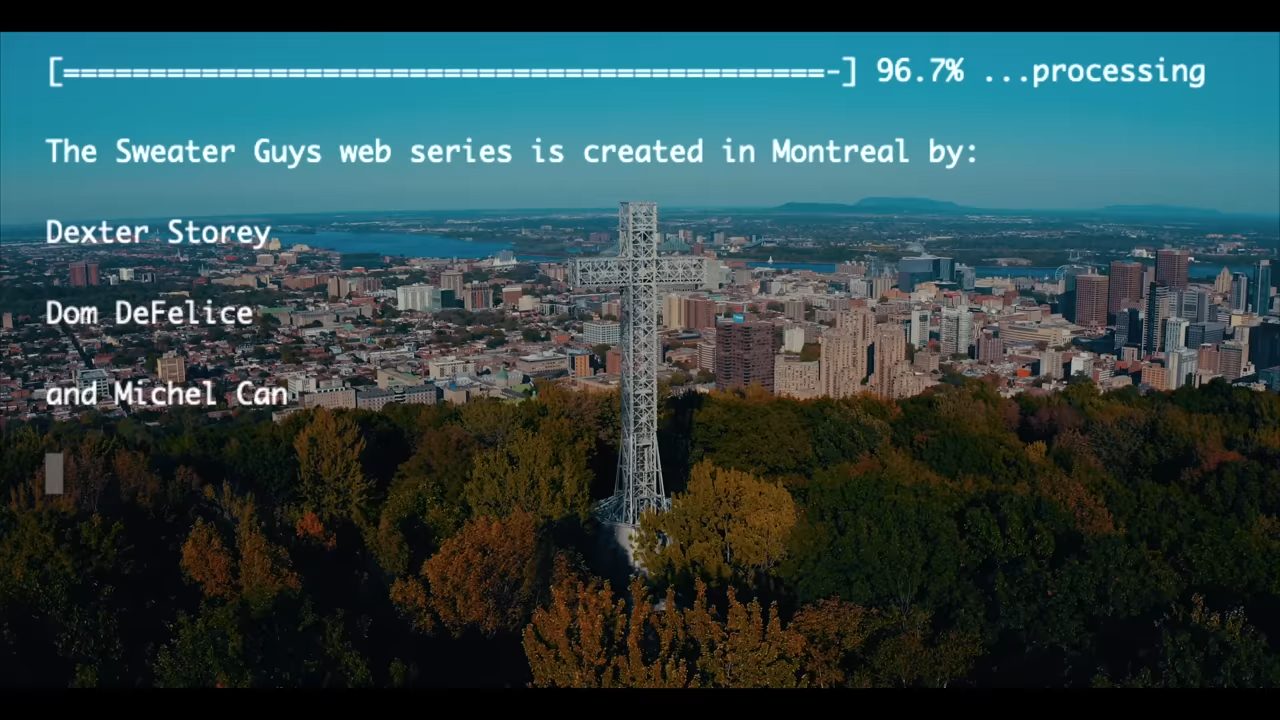 [=============================================-] 96.7% ...processing
The Sweater Guys web series is created in Montreal by:
Dexter Storey
Dom DeFelice
and Michel Can